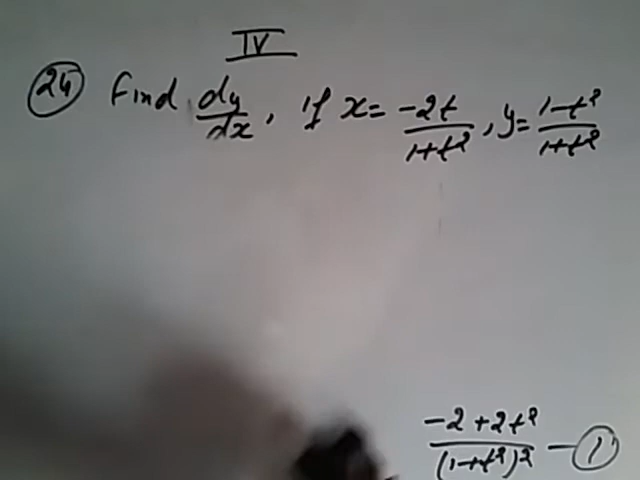 IV
24 Find dy/dx, if x = -2t/1+t², y = 1-t²/1+t²
-2+2t²/(1+t²)² — 1